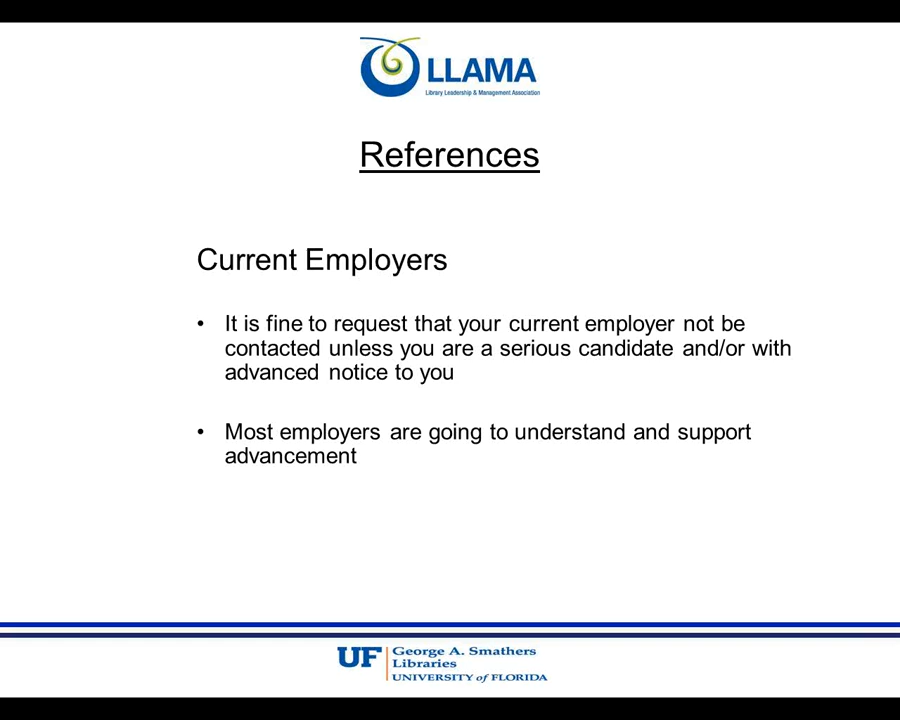 LLAMA
Library Leadership & Management Association
References
Current Employers
• It is fine to request that your current employer not be
contacted unless you are a serious candidate and/or with
advanced notice to you
• Most employers are going to understand and support
advancement
UF George A. Smathers
Libraries
UNIVERSITY of FLORIDA